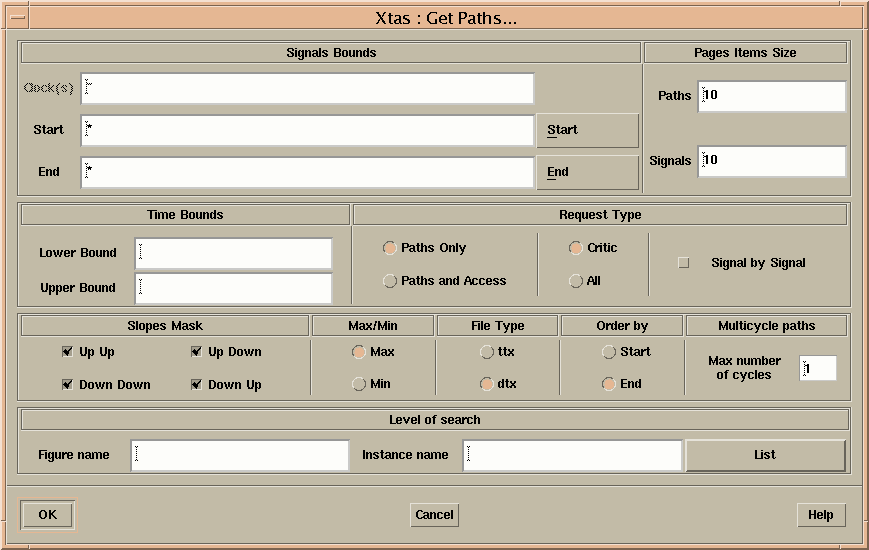 Xtas : Get Paths...
Signals Bounds
Pages Items Size
Clock(s)
*
Paths
10
Start
*
Start
End
*
End
Signals
10
Time Bounds
Request Type
Lower Bound
Paths Only
Critic
Signal by Signal
Upper Bound
Paths and Access
All
Slopes Mask
Max/Min
File Type
Order by
Multicycle paths
Up Up
Up Down
Max
ttx
Start
Max number
of cycles
1
Down Down
Down Up
Min
dtx
End
Level of search
Figure name
Instance name
List
OK
Cancel
Help